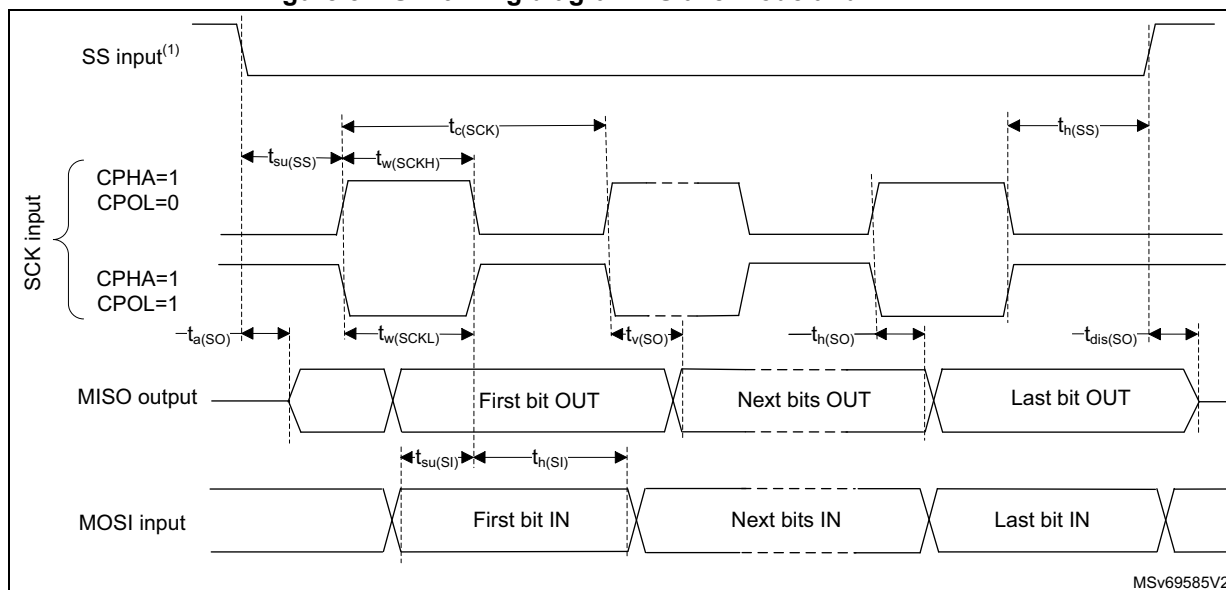 SS input(1)
tc(SCK)
th(SS)
tsu(SS)
tw(SCKH)
CPHA=1
CPOL=0
SCK input
CPHA=1
CPOL=1
ta(SO)
tw(SCKL)
tv(SO)
th(SO)
tdis(SO)
MISO output
First bit OUT
Next bits OUT
Last bit OUT
tsu(SI)
th(SI)
MOSI input
First bit IN
Next bits IN
Last bit IN
MSv69585V2